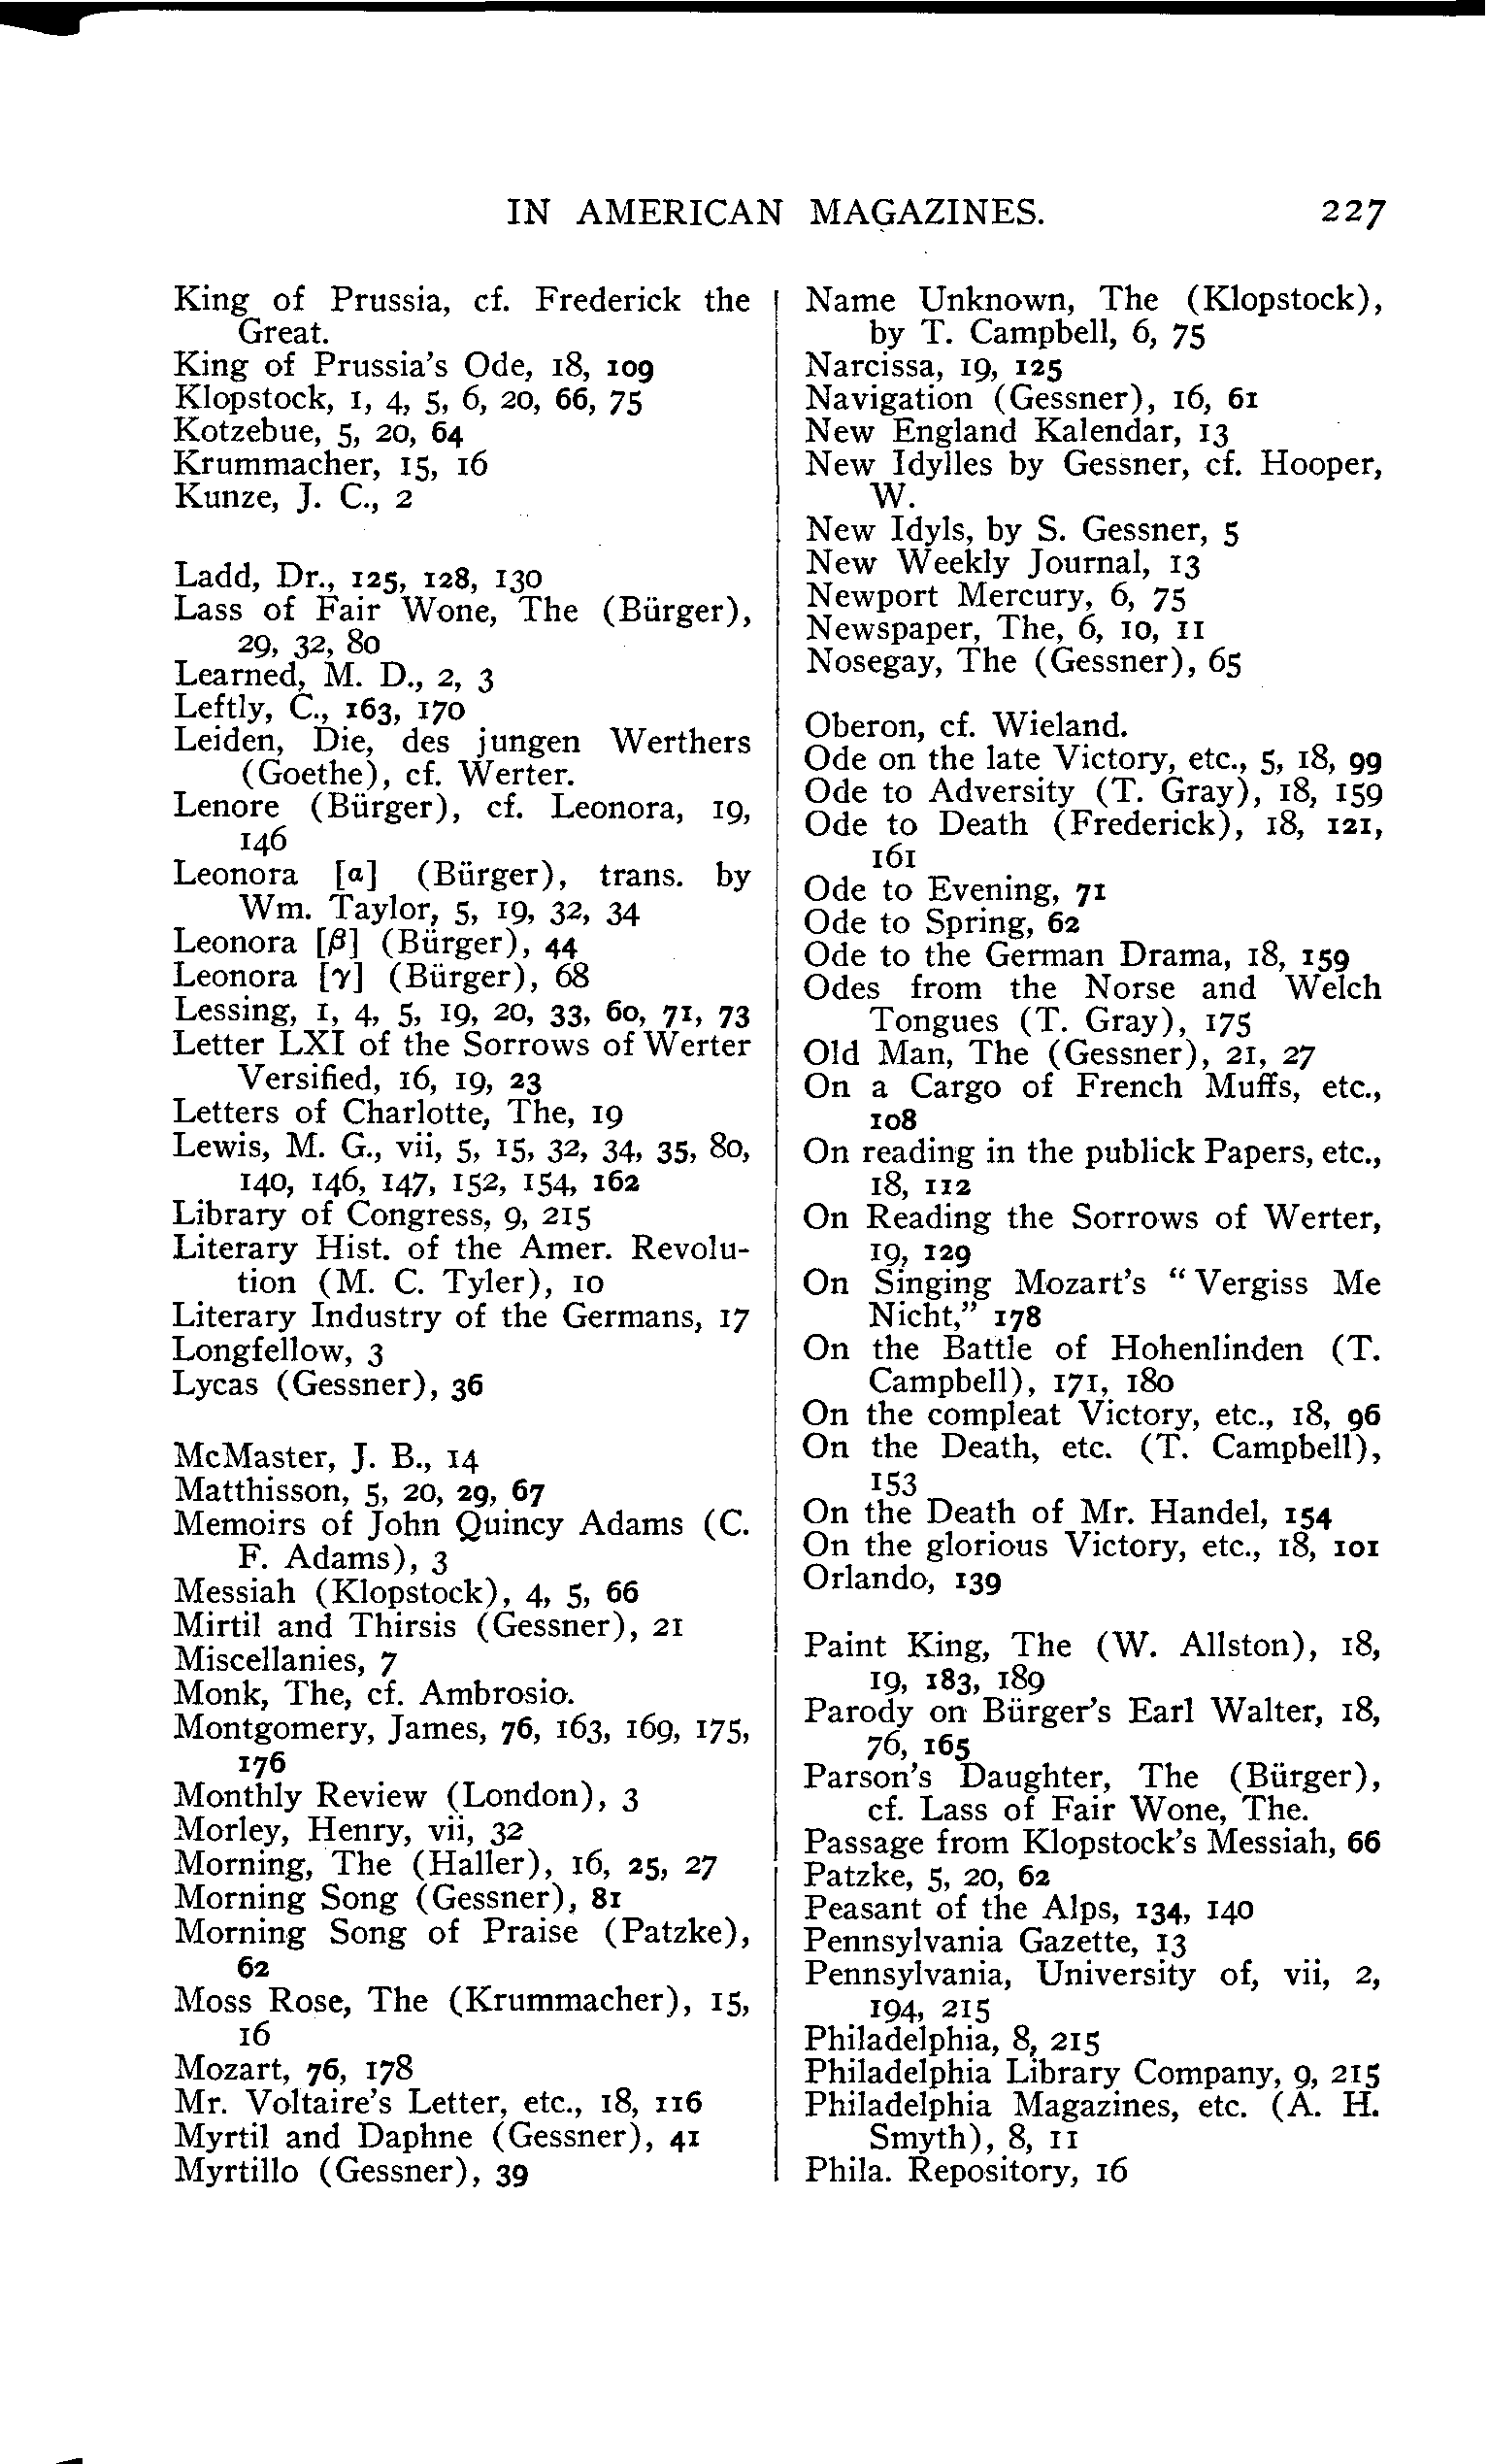 IN AMERICAN MAGAZINES. 227
King of Prussia, cf. Frederick the
Great.
King of Prussia's Ode, 18, 109
Klopstock, 1, 4, 5, 6, 20, 66, 75
Kotzebue, 5, 20, 64
Krummacher, 15, 16
Kunze, J. C., 2
Ladd, Dr., 125, 128, 130
Lass of Fair Wone, The (Bürger),
29, 32, 80
Learned, M. D., 2, 3
Leftly, C., 163, 170
Leiden, Die, des jungen Werthers
(Goethe), cf. Werter.
Lenore (Bürger), cf. Leonora, 19,
146
Leonora [α] (Bürger), trans. by
Wm. Taylor, 5, 19, 32, 34
Leonora [β] (Bürger), 44
Leonora [γ] (Bürger), 68
Lessing, 1, 4, 5, 19, 20, 33, 60, 71, 73
Letter LXI of the Sorrows of Werter
Versified, 16, 19, 23
Letters of Charlotte, The, 19
Lewis, M. G., vii, 5, 15, 32, 34, 35, 80,
140, 146, 147, 152, 154, 162
Library of Congress, 9, 215
Literary Hist. of the Amer. Revolu-
tion (M. C. Tyler), 10
Literary Industry of the Germans, 17
Longfellow, 3
Lycas (Gessner), 36
McMaster, J. B., 14
Matthisson, 5, 20, 29, 67
Memoirs of John Quincy Adams (C.
F. Adams), 3
Messiah (Klopstock), 4, 5, 66
Mirtil and Thirsis (Gessner), 21
Miscellanies, 7
Monk, The, cf. Ambrosio.
Montgomery, James, 76, 163, 169, 175,
176
Monthly Review (London), 3
Morley, Henry, vii, 32
Morning, The (Haller), 16, 25, 27
Morning Song (Gessner), 81
Morning Song of Praise (Patzke),
62
Moss Rose, The (Krummacher), 15,
16
Mozart, 76, 178
Mr. Voltaire's Letter, etc., 18, 116
Myrtil and Daphne (Gessner), 41
Myrtillo (Gessner), 39
Name Unknown, The (Klopstock),
by T. Campbell, 6, 75
Narcissa, 19, 125
Navigation (Gessner), 16, 61
New England Kalendar, 13
New Idylles by Gessner, cf. Hooper,
W.
New Idyls, by S. Gessner, 5
New Weekly Journal, 13
Newport Mercury, 6, 75
Newspaper, The, 6, 10, 11
Nosegay, The (Gessner), 65
Oberon, cf. Wieland.
Ode on the late Victory, etc., 5, 18, 99
Ode to Adversity (T. Gray), 18, 159
Ode to Death (Frederick), 18, 121,
161
Ode to Evening, 71
Ode to Spring, 62
Ode to the German Drama, 18, 159
Odes from the Norse and Welch
Tongues (T. Gray), 175
Old Man, The (Gessner), 21, 27
On a Cargo of French Muffs, etc.,
108
On reading in the publick Papers, etc.,
18, 112
On Reading the Sorrows of Werter,
19, 129
On Singing Mozart's "Vergiss Me
Nicht," 178
On the Battle of Hohenlinden (T.
Campbell), 171, 180
On the compleat Victory, etc., 18, 96
On the Death, etc. (T. Campbell),
153
On the Death of Mr. Handel, 154
On the glorious Victory, etc., 18, 101
Orlando, 139
Paint King, The (W. Allston), 18,
19, 183, 189
Parody on Bürger's Earl Walter, 18,
76, 165
Parson's Daughter, The (Bürger),
cf. Lass of Fair Wone, The.
Passage from Klopstock's Messiah, 66
Patzke, 5, 20, 62
Peasant of the Alps, 134, 140
Pennsylvania Gazette, 13
Pennsylvania, University of, vii, 2,
194, 215
Philadelphia, 8, 215
Philadelphia Library Company, 9, 215
Philadelphia Magazines, etc. (A. H.
Smyth), 8, 11
Phila. Repository, 16